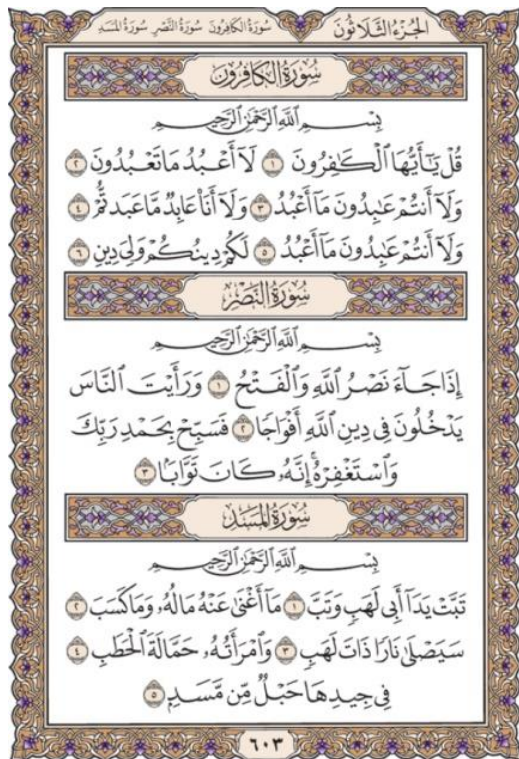 الجُزْءُ الثَّلَاثُونَ سُورَةُ الكَافِرُونَ سُورَةُ النَّصْرِ سُورَةُ المَسَدِ
سُورَةُ الكَافِرُونَ
بِسْمِ اللَّهِ الرَّحْمَٰنِ الرَّحِيمِ
قُلْ يَٰٓأَيُّهَا ٱلْكَٰفِرُونَ ١ لَآ أَعْبُدُ مَا تَعْبُدُونَ ٢
وَلَآ أَنتُمْ عَٰبِدُونَ مَآ أَعْبُدُ ٣ وَلَآ أَنَا۠ عَابِدٌ مَّا عَبَدتُّمْ ٤
وَلَآ أَنتُمْ عَٰبِدُونَ مَآ أَعْبُدُ ٥ لَكُمْ دِينُكُمْ وَلِيَ دِينِ ٦
سُورَةُ النَّصْرِ
بِسْمِ اللَّهِ الرَّحْمَٰنِ الرَّحِيمِ
إِذَا جَآءَ نَصْرُ ٱللَّهِ وَٱلْفَتْحُ ١ وَرَأَيْتَ ٱلنَّاسَ
يَدْخُلُونَ فِي دِينِ ٱللَّهِ أَفْوَاجًا ٢ فَسَبِّحْ بِحَمْدِ رَبِّكَ
وَٱسْتَغْفِرْهُ ۚ إِنَّهُۥ كَانَ تَوَّابًۢا ٣
سُورَةُ المَسَدِ
بِسْمِ اللَّهِ الرَّحْمَٰنِ الرَّحِيمِ
تَبَّتْ يَدَآ أَبِي لَهَبٍ وَتَبَّ ١ مَآ أَغْنَىٰ عَنْهُ مَالُهُۥ وَمَا كَسَبَ ٢
سَيَصْلَىٰ نَارًا ذَاتَ لَهَبٍ ٣ وَٱمْرَأَتُهُۥ حَمَّالَةَ ٱلْحَطَبِ ٤
فِي جِيدِهَا حَبْلٌ مِّن مَّسَدٍۭ ٥
٦٠٣